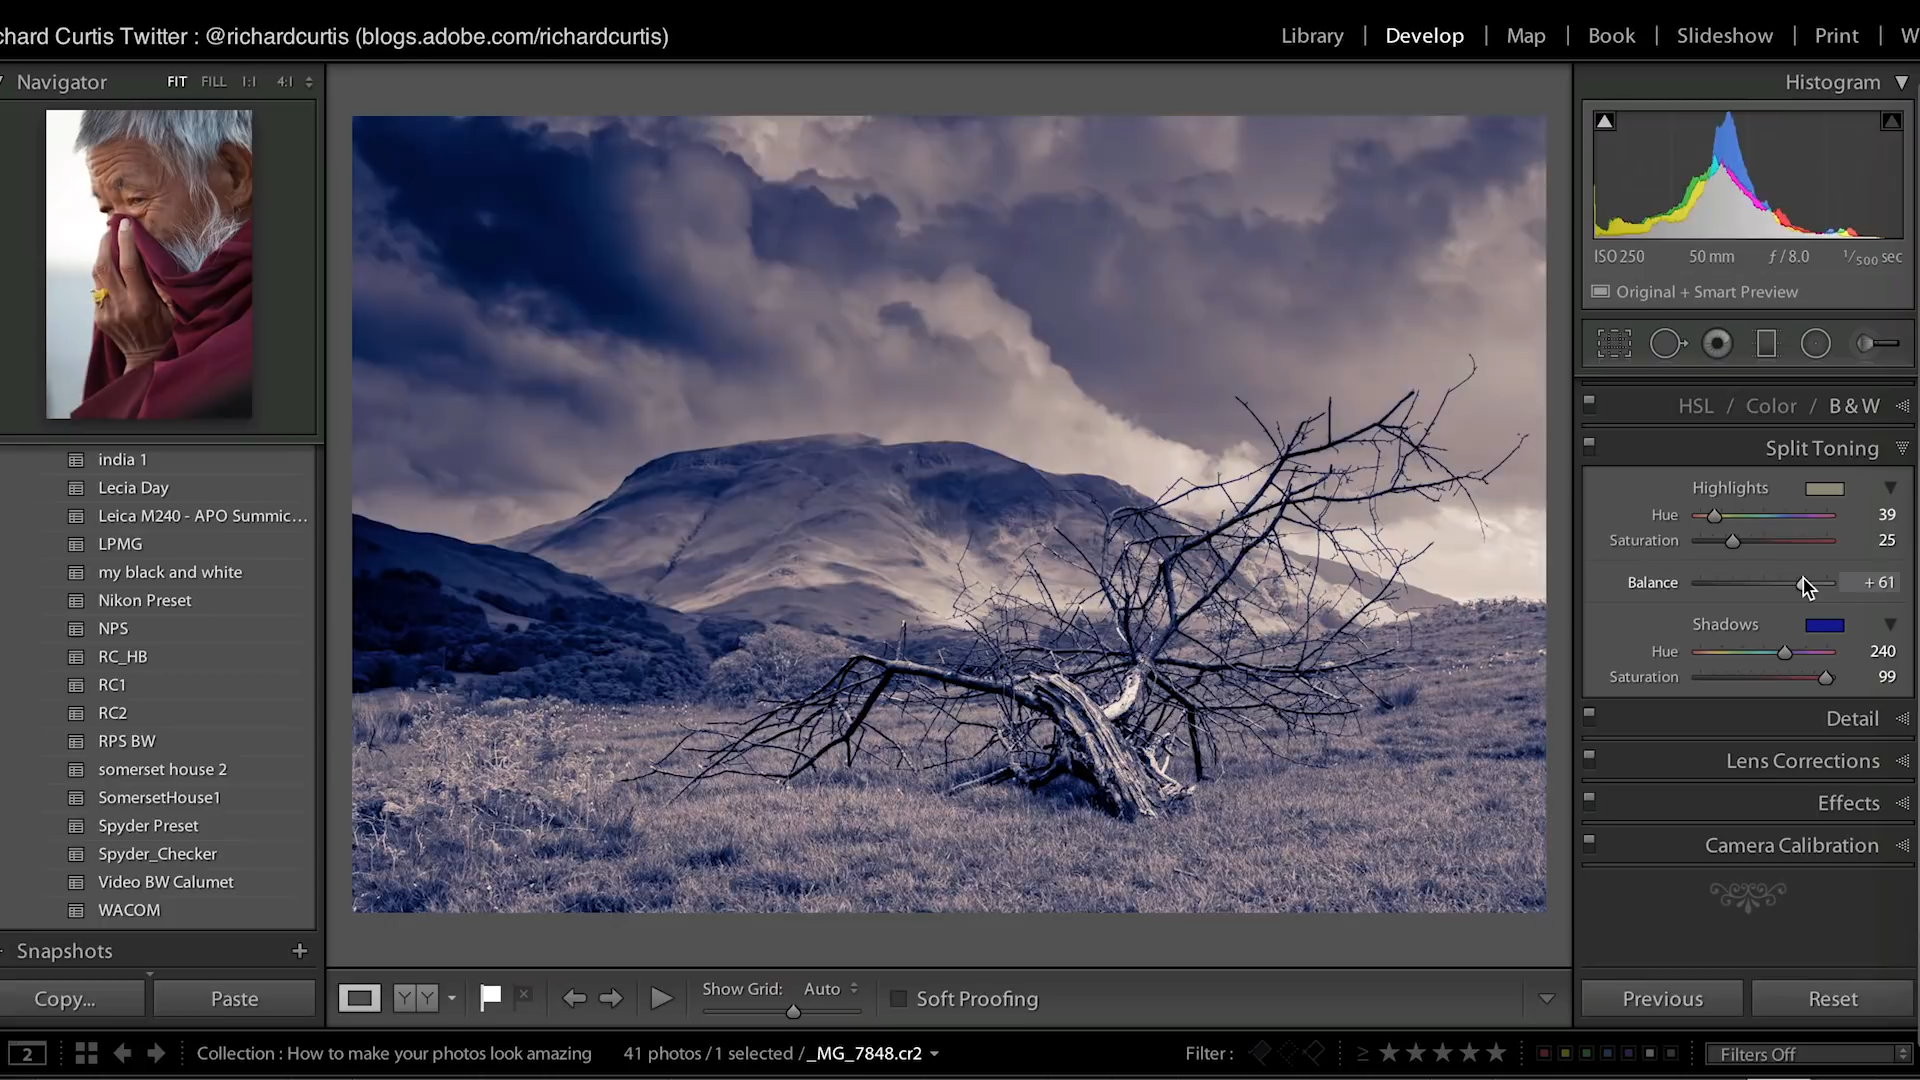 chard Curtis Twitter : @richardcurtis (blogs.adobe.com/richardcurtis)
Library | Develop | Map | Book | Slideshow | Print | W
Navigator FIT FILL 1:1 4:1
Histogram
ISO 250 50 mm ƒ / 8.0 1/500 sec
Original + Smart Preview
HSL / Color / B & W
Split Toning
Highlights
Hue 39
Saturation 25
Balance + 61
Shadows
Hue 240
Saturation 99
Detail
Lens Corrections
Effects
Camera Calibration
Previous Reset
india 1
Lecia Day
Leica M240 - APO Summic...
LPMG
my black and white
Nikon Preset
NPS
RC_HB
RC1
RC2
RPS BW
somerset house 2
SomersetHouse1
Spyder Preset
Spyder_Checker
Video BW Calumet
WACOM
Snapshots +
Copy... Paste
Y Y Show Grid: Auto Soft Proofing
2 Collection : How to make your photos look amazing 41 photos / 1 selected / _MG_7848.cr2 Filter : ≥ Filters Off